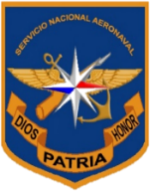 SERVICIO NACIONAL AERONAVAL
DIOS
PATRIA
HONOR